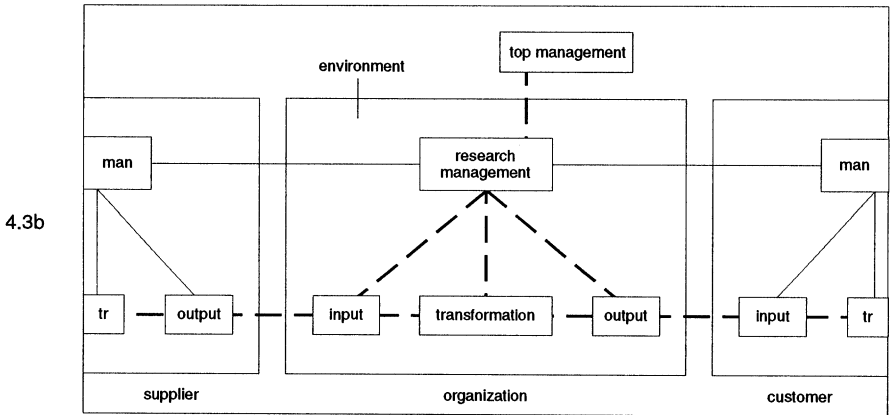 top management
environment
man
research
management
man
4.3b
tr
output
input
transformation
output
input
tr
supplier
organization
customer